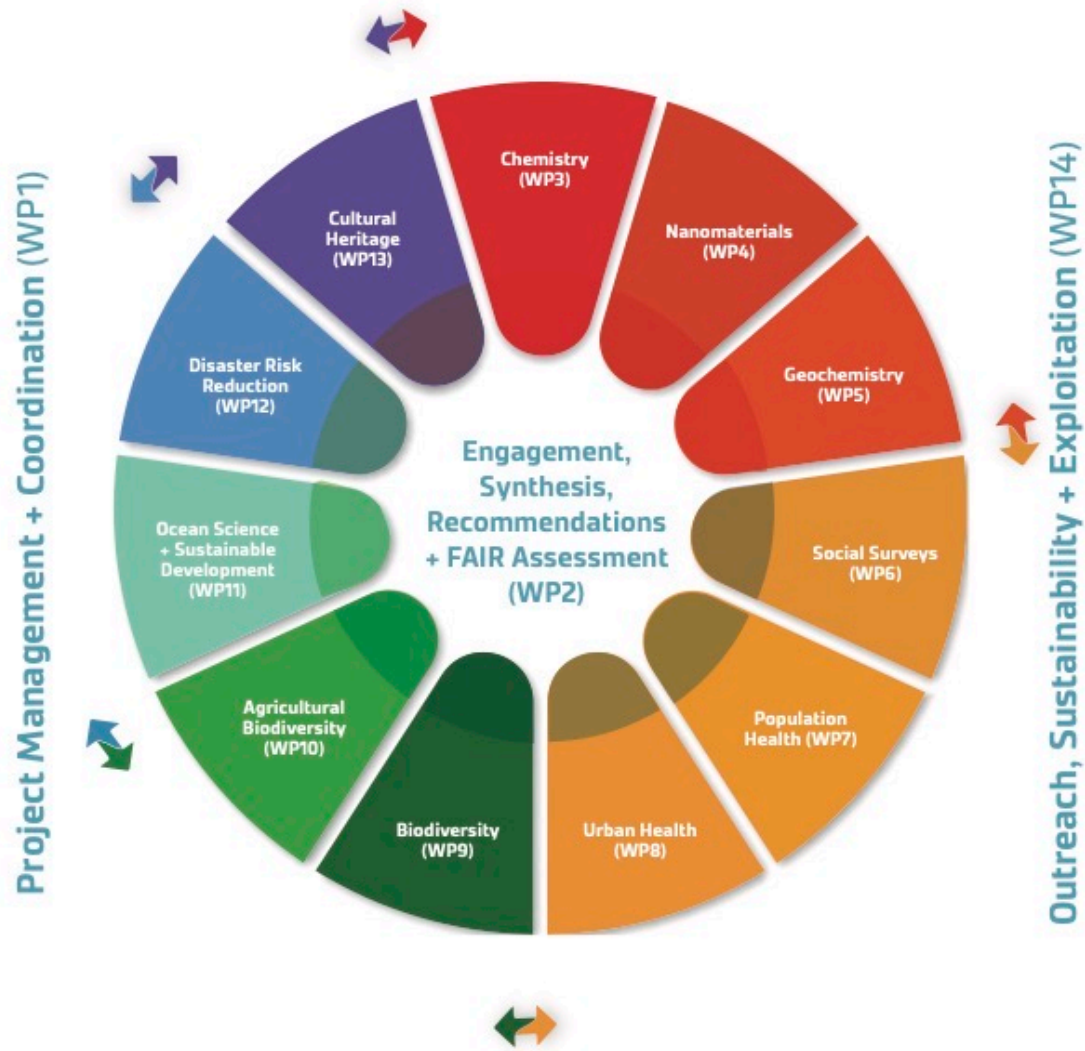 Project Management + Coordination (WP1)
Chemistry
(WP3)
Nanomaterials
(WP4)
Geochemistry
(WP5)
Social Surveys
(WP6)
Population
Health (WP7)
Urban Health
(WP8)
Biodiversity
(WP9)
Agricultural
Biodiversity
(WP10)
Ocean Science
+ Sustainable
Development
(WP11)
Disaster Risk
Reduction
(WP12)
Cultural
Heritage
(WP13)
Engagement,
Synthesis,
Recommendations
+ FAIR Assessment
(WP2)
Outreach, Sustainability + Exploitation (WP14)